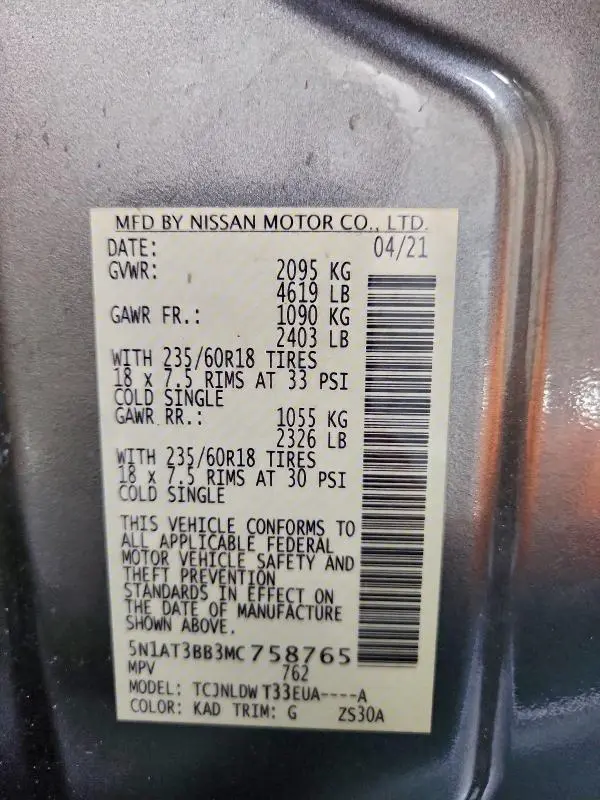 MFD BY NISSAN MOTOR CO., LTD.
DATE: 04/21
GVWR: 2095 KG
4619 LB
GAWR FR.: 1090 KG
2403 LB
WITH 235/60R18 TIRES
18 x 7.5 RIMS AT 33 PSI
COLD SINGLE
GAWR RR.: 1055 KG
2326 LB
WITH 235/60R18 TIRES
18 x 7.5 RIMS AT 30 PSI
COLD SINGLE
THIS VEHICLE CONFORMS TO
ALL APPLICABLE FEDERAL
MOTOR VEHICLE SAFETY AND
THEFT PREVENTION
STANDARDS IN EFFECT ON
THE DATE OF MANUFACTURE
SHOWN ABOVE.
5N1AT3BB3MC758765
MPV 762
MODEL: TCJNLDW T33EUA----A
COLOR: KAD TRIM: G ZS30A